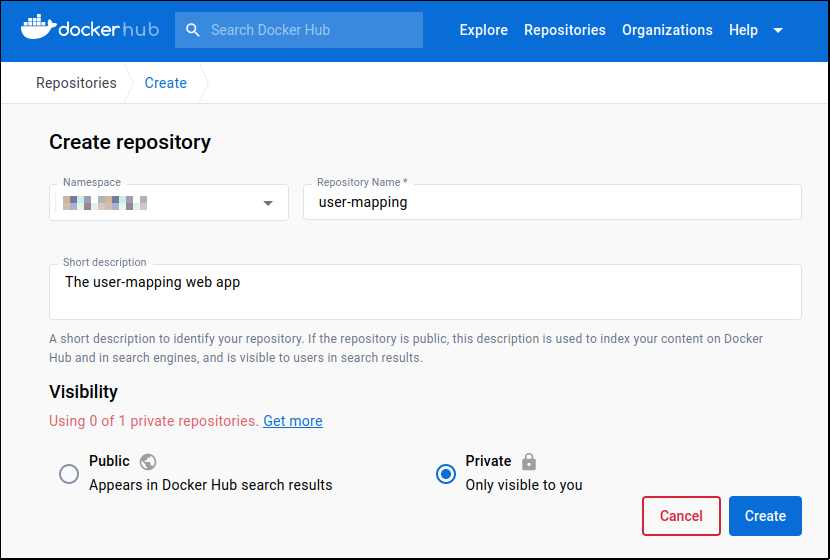 dockerhub
Search Docker Hub
Explore
Repositories
Organizations
Help
Repositories
Create
Create repository
Namespace
Repository Name *
user-mapping
Short description
The user-mapping web app
A short description to identify your repository. If the repository is public, this description is used to index your content on Docker
Hub and in search engines, and is visible to users in search results.
Visibility
Using 0 of 1 private repositories. Get more
Public
Appears in Docker Hub search results
Private
Only visible to you
Cancel
Create